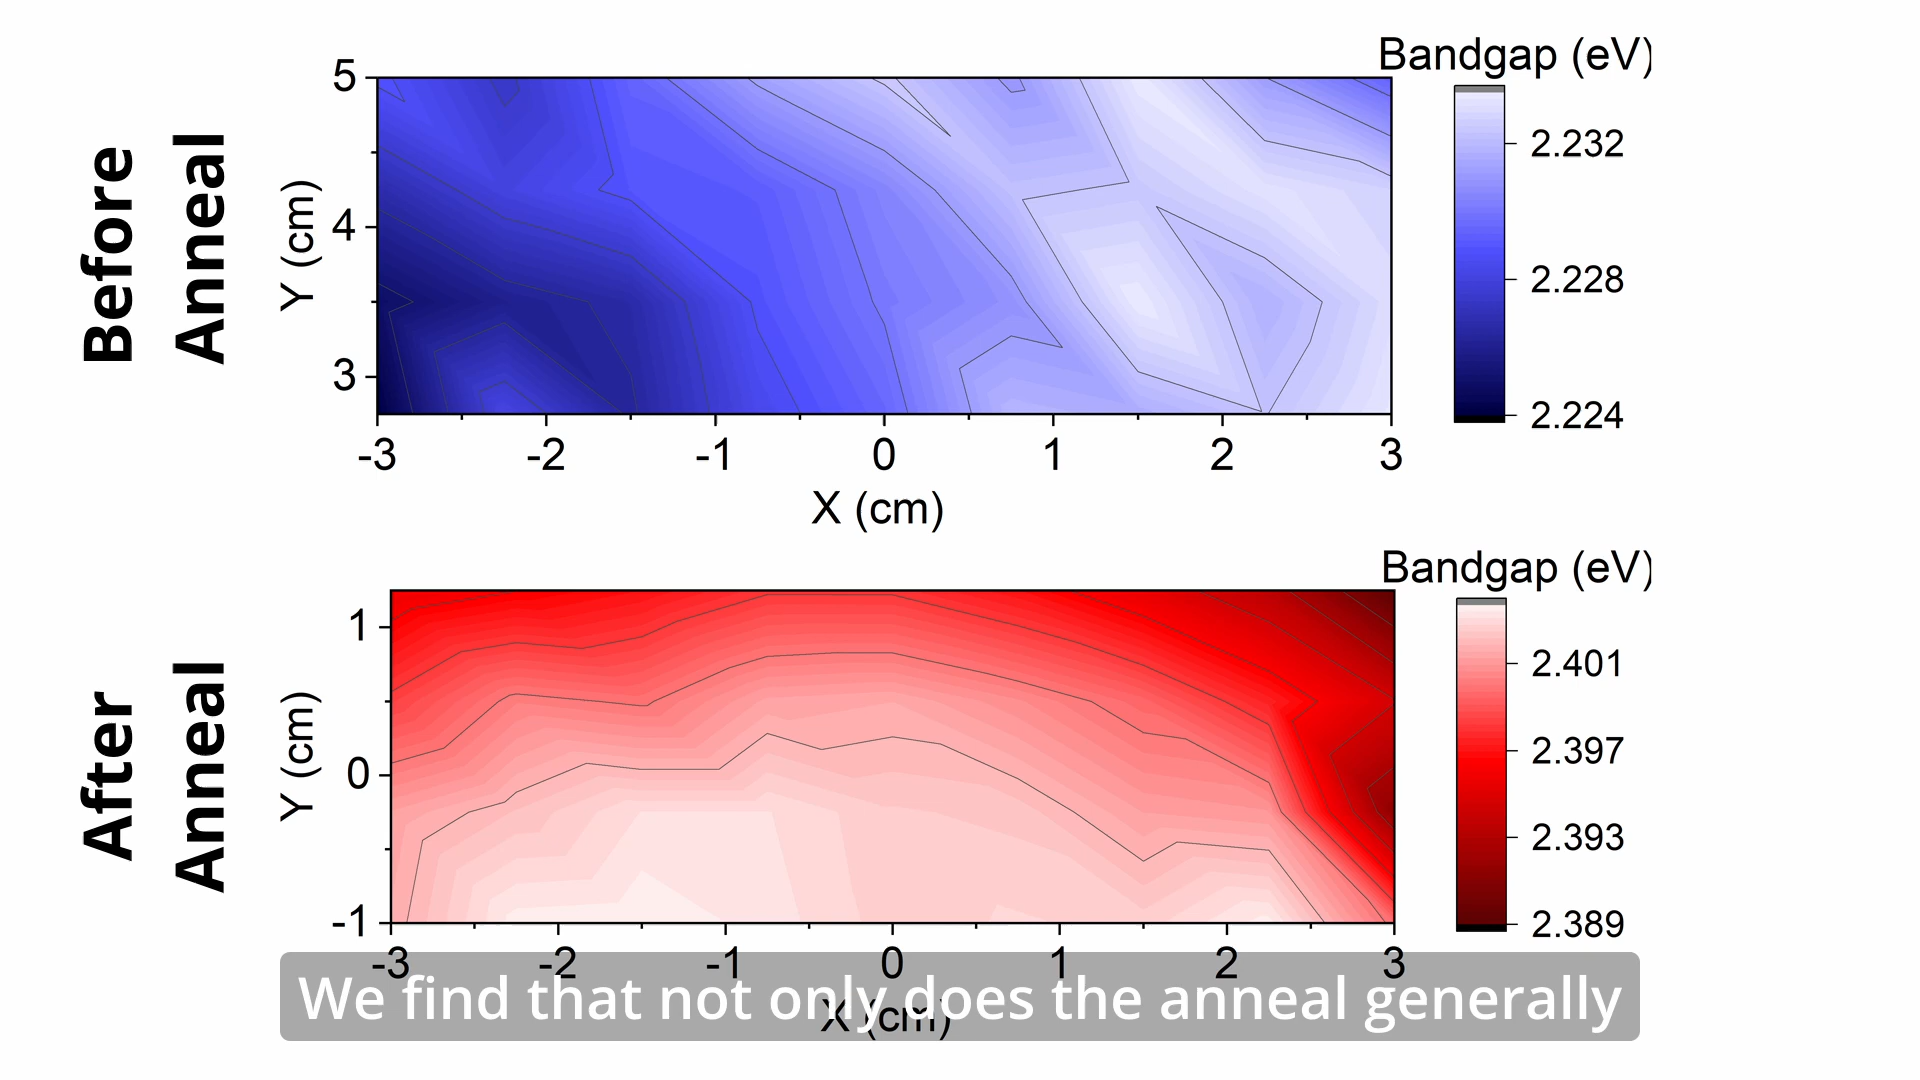 Before
Anneal
Bandgap (eV)
5
4
3
Y (cm)
-3 -2 -1 0 1 2 3
X (cm)
2.232
2.228
2.224
After
Anneal
Bandgap (eV)
1
0
-1
Y (cm)
-3 -2 -1 0 1 2 3
X (cm)
2.401
2.397
2.393
2.389
We find that not only does the anneal generally